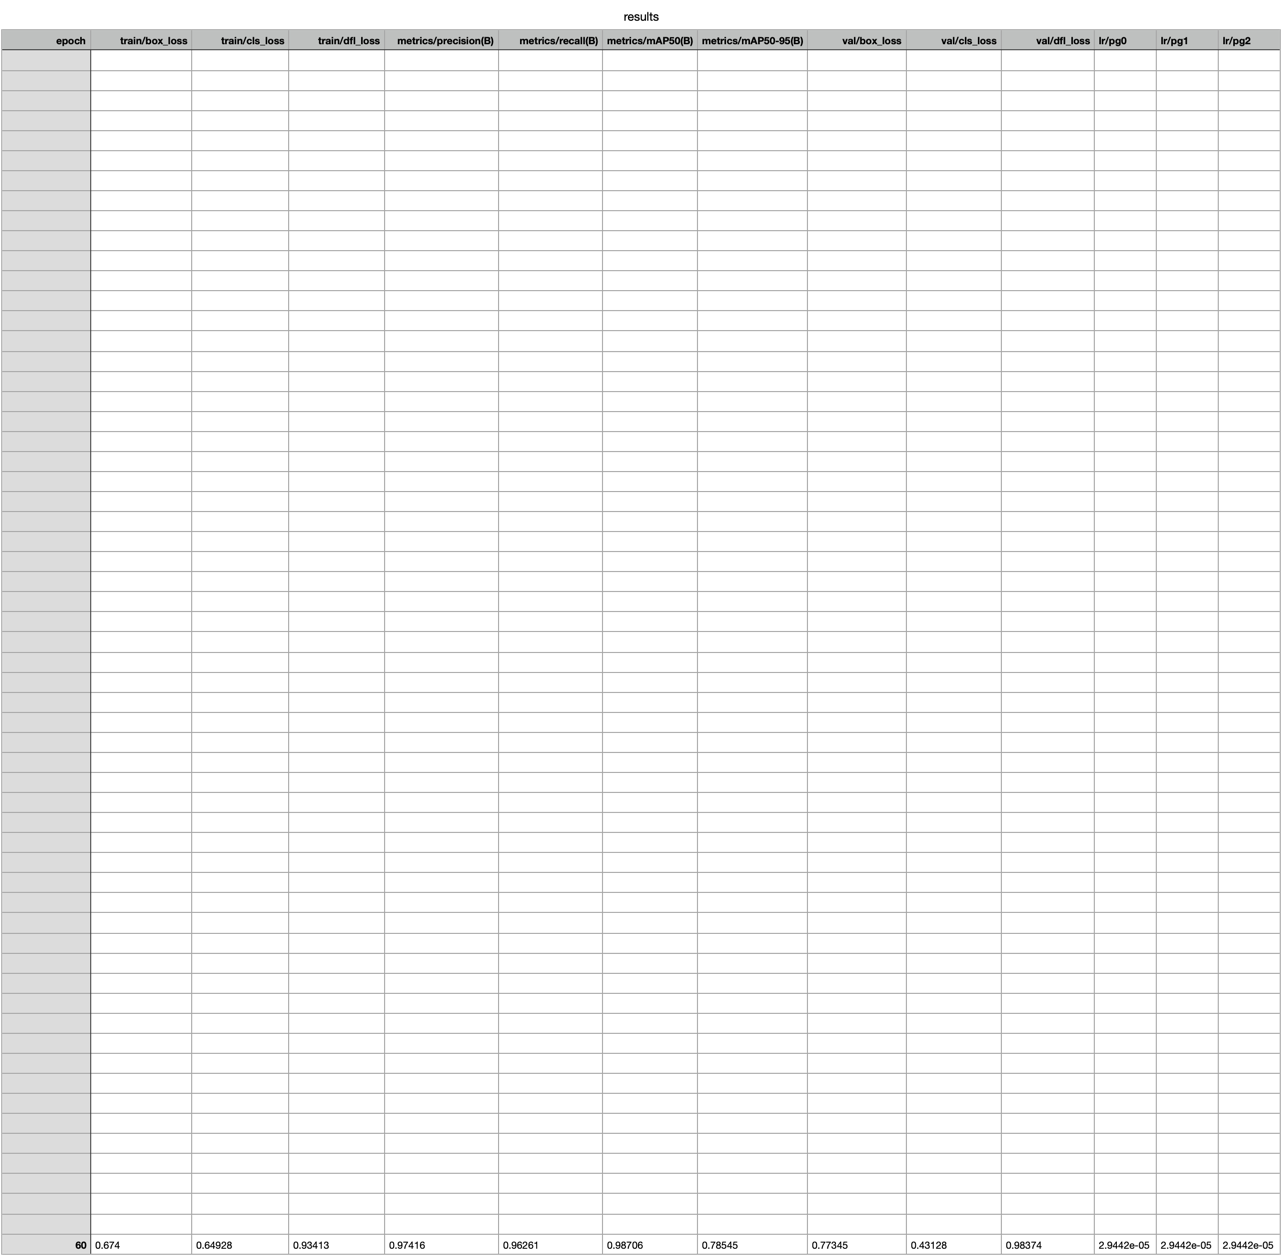 results
epoch train/box_loss train/cls_loss train/dfl_loss metrics/precision(B) metrics/recall(B) metrics/mAP50(B) metrics/mAP50-95(B) val/box_loss val/cls_loss val/dfl_loss lr/pg0 lr/pg1 lr/pg2
60 0.674 0.64928 0.93413 0.97416 0.96261 0.98706 0.78545 0.77345 0.43128 0.98374 2.9442e-05 2.9442e-05 2.9442e-05